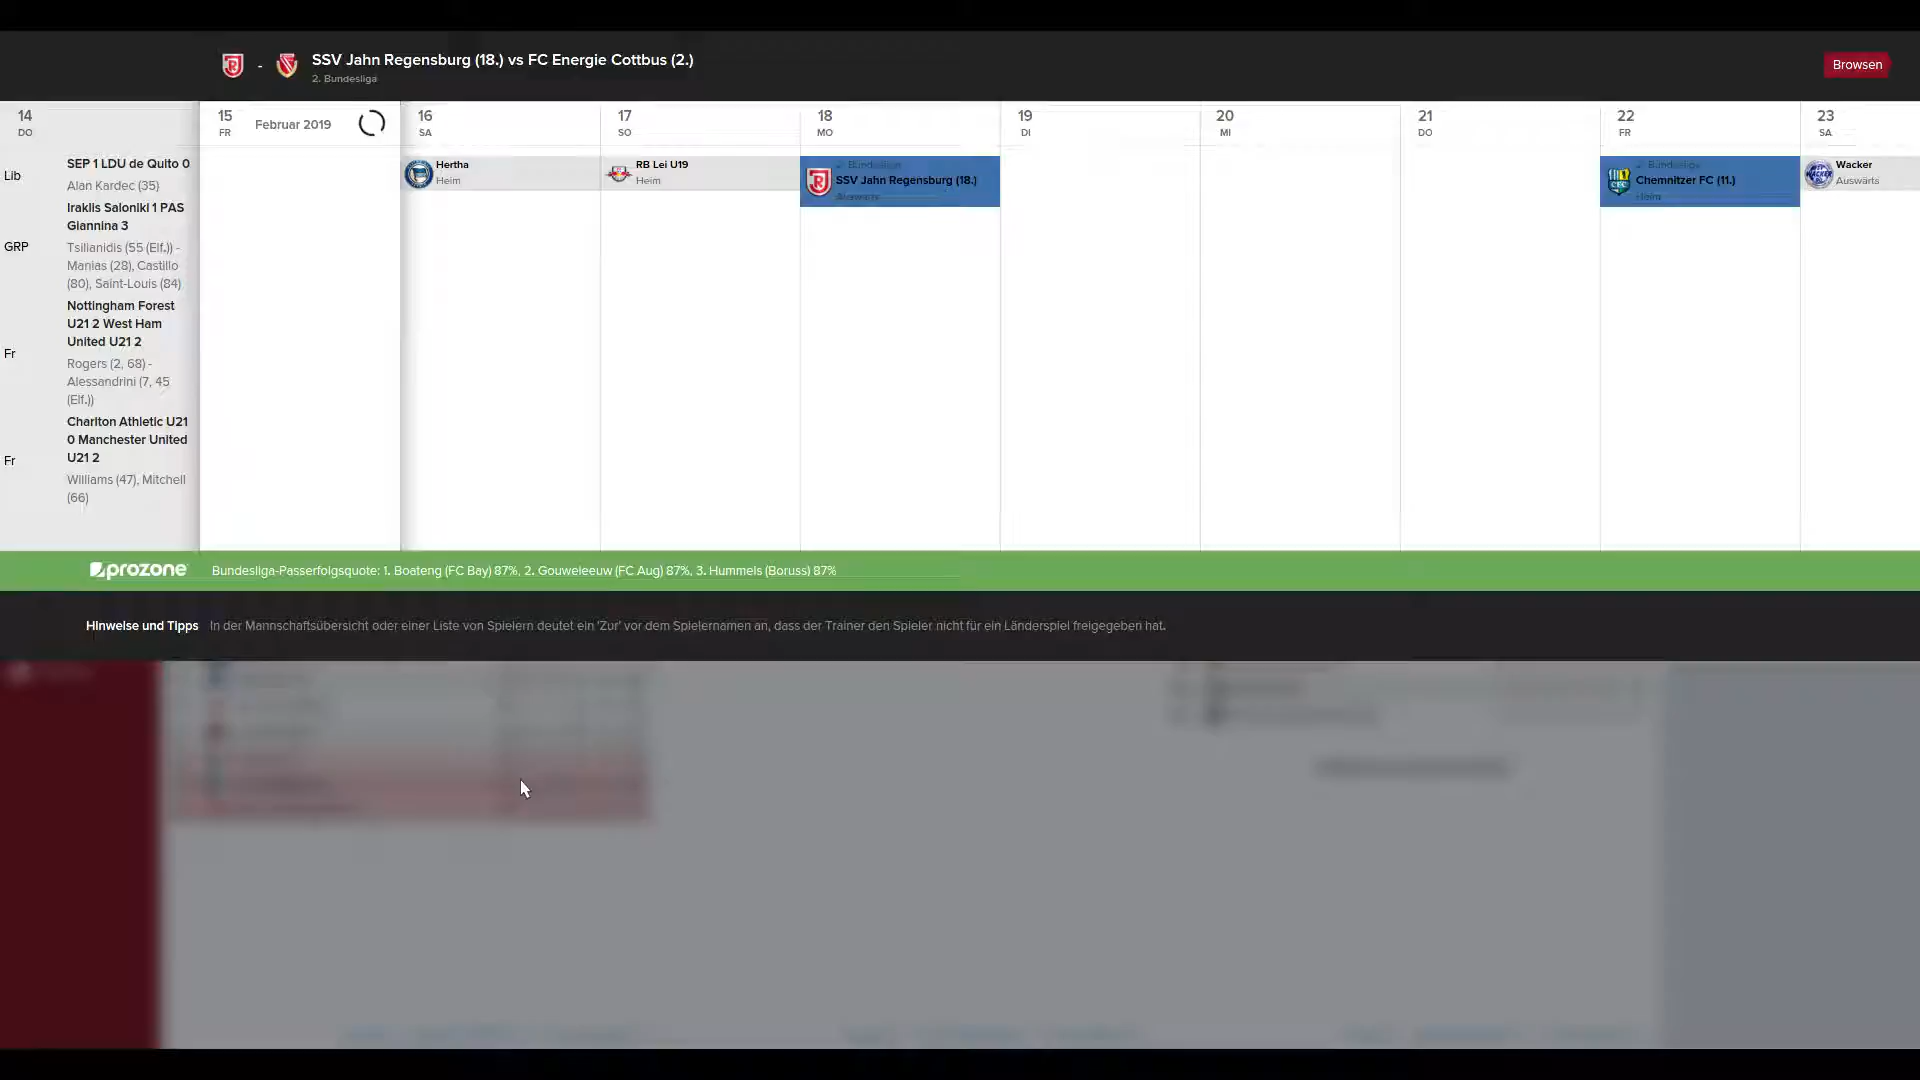 SSV Jahn Regensburg (18.) vs FC Energie Cottbus (2.)
2. Bundesliga
Browsen
14
DO
15
FR
Februar 2019
16
SA
17
SO
18
MO
19
DI
20
MI
21
DO
22
FR
23
SA
Lib
SEP 1 LDU de Quito 0
Alan Kardec (35)
GRP
Iraklis Saloniki 1 PAS
Giannina 3
Tsilianidis (55 (Elf.)) -
Manias (28), Castillo
(80), Saint-Louis (84)
Fr
Nottingham Forest
U21 2 West Ham
United U21 2
Rogers (2, 68) -
Alessandrini (7, 45
(Elf.))
Fr
Charlton Athletic U21
0 Manchester United
U21 2
Williams (47), Mitchell
(66)
Hertha
Heim
RB Lei U19
Heim
2. Bundesliga
SSV Jahn Regensburg (18.)
Auswärts
2. Bundesliga
Chemnitzer FC (11.)
Heim
Wacker
Auswärts
prozone
Bundesliga-Passerfolgsquote: 1. Boateng (FC Bay) 87%, 2. Gouweleeuw (FC Aug) 87%, 3. Hummels (Boruss) 87%
Hinweise und Tipps
In der Mannschaftsübersicht oder einer Liste von Spielern deutet ein 'Zur' vor dem Spielernamen an, dass der Trainer den Spieler nicht für ein Länderspiel freigegeben hat.